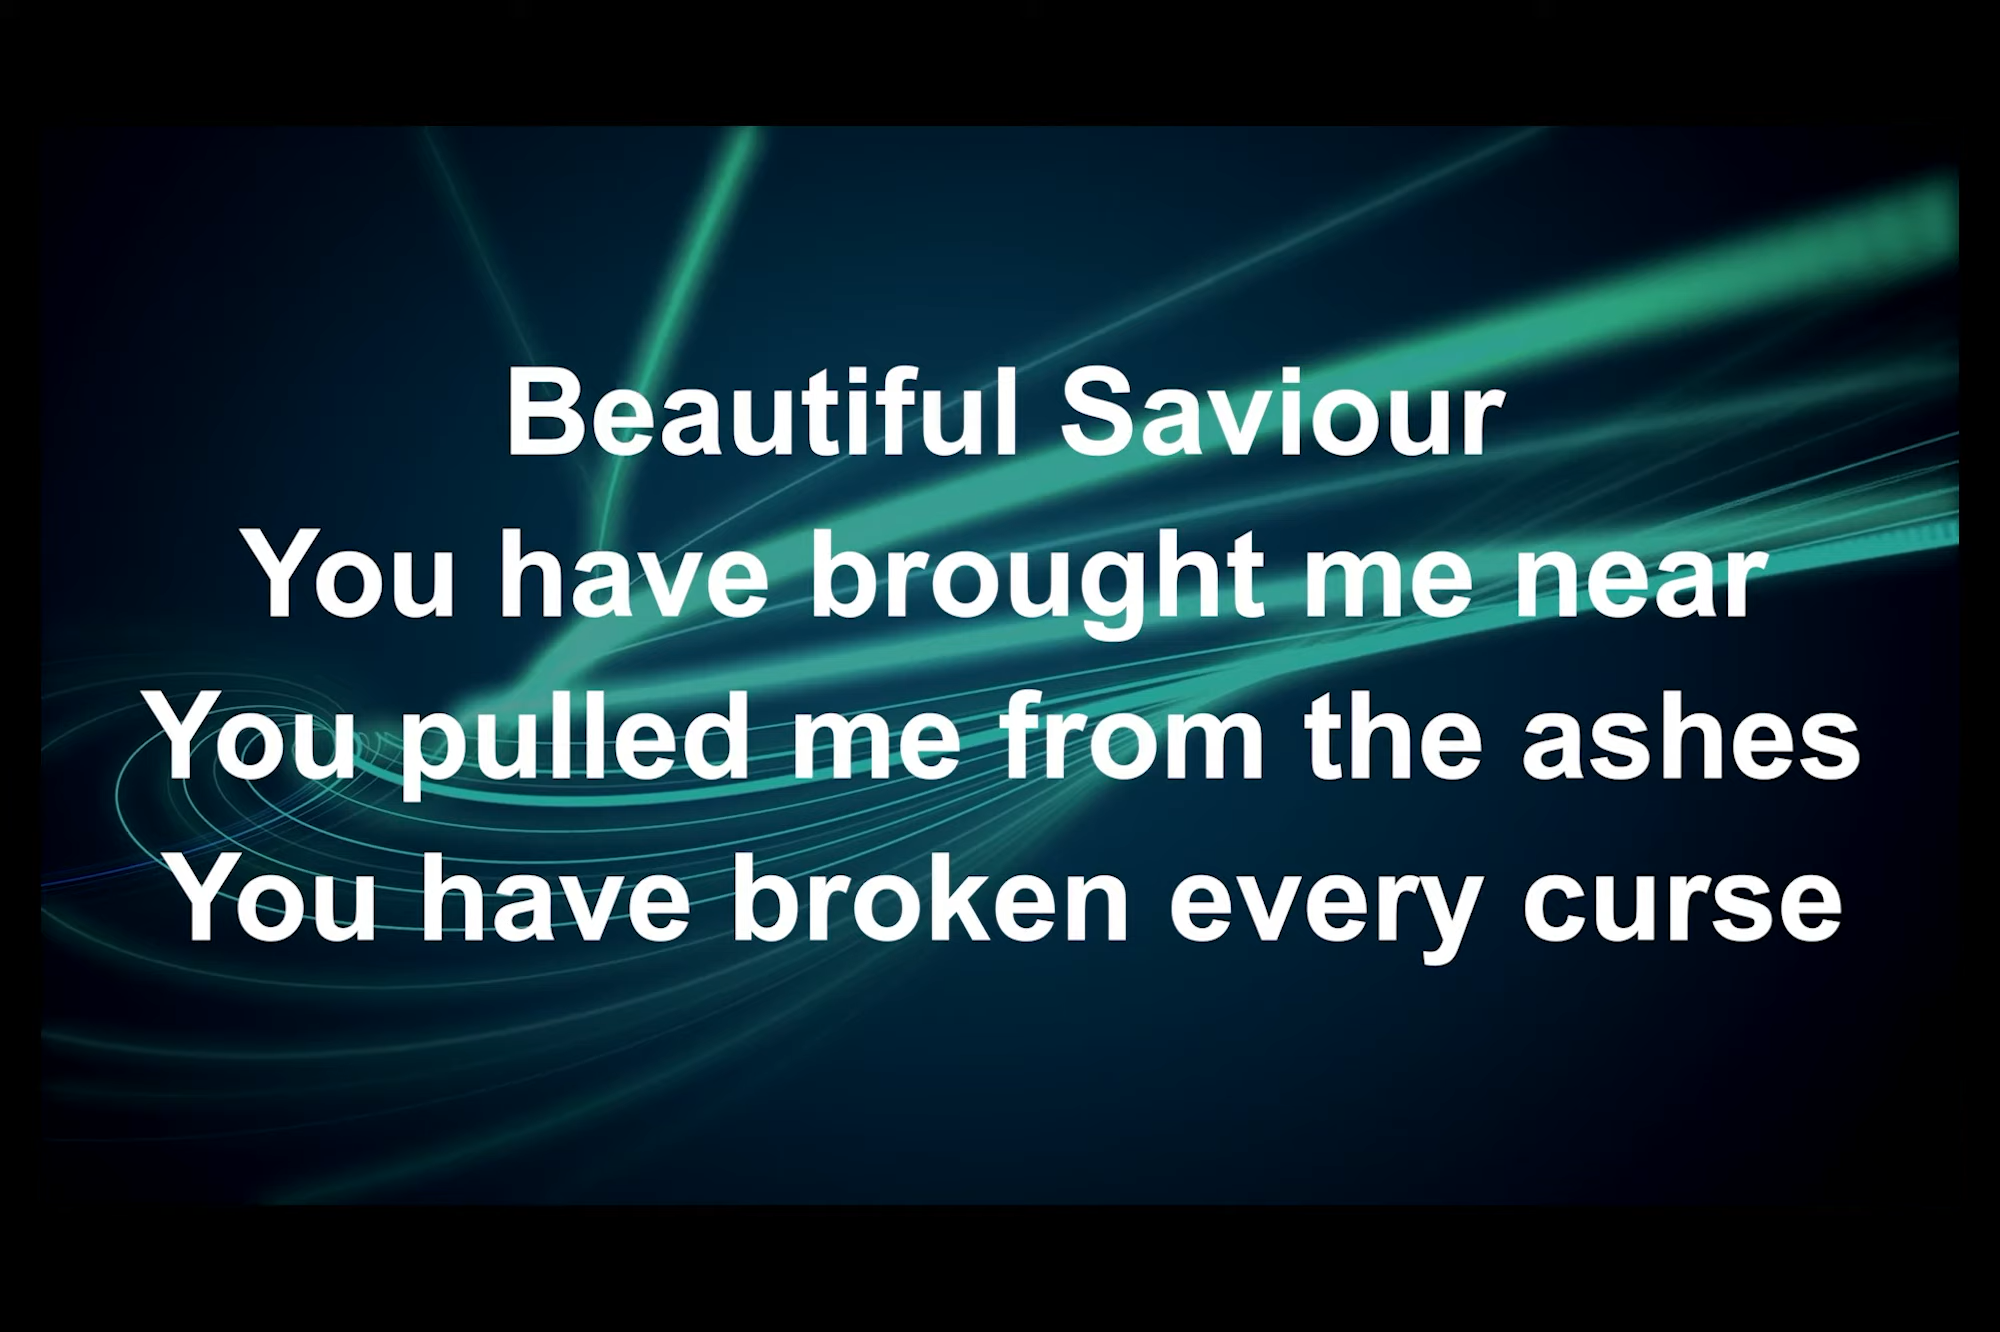 Beautiful Saviour
You have brought me near
You pulled me from the ashes
You have broken every curse